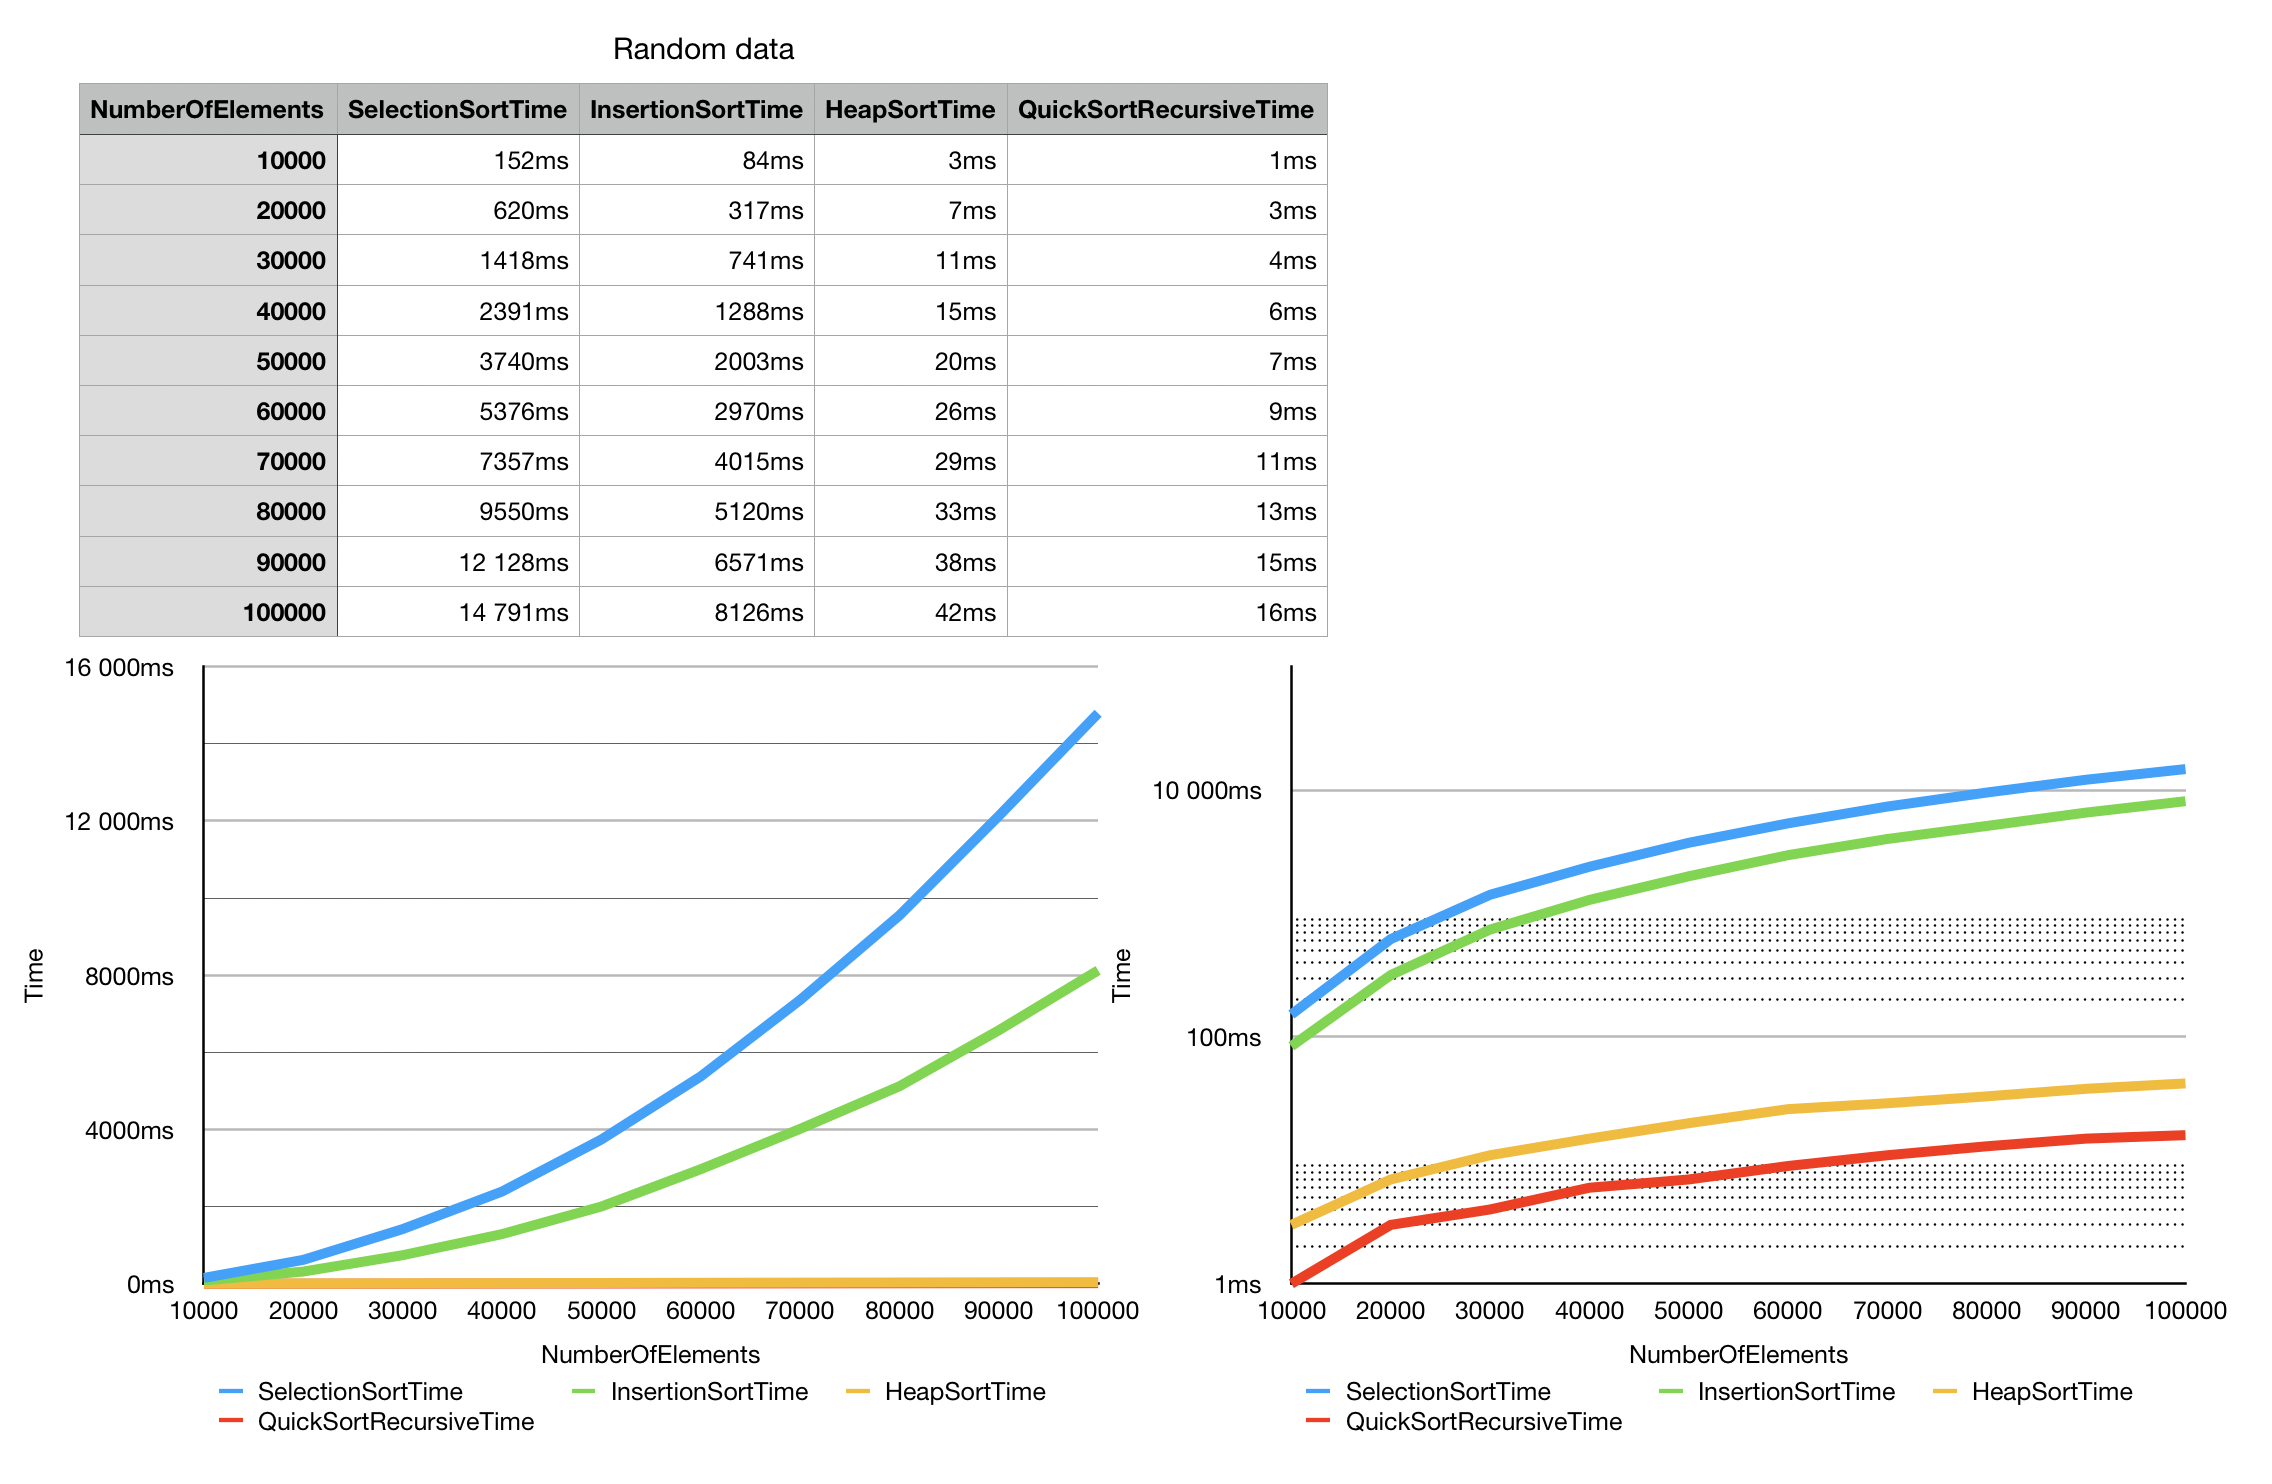 Random data
NumberOfElements SelectionSortTime InsertionSortTime HeapSortTime QuickSortRecursiveTime
10000 152ms 84ms 3ms 1ms
20000 620ms 317ms 7ms 3ms
30000 1418ms 741ms 11ms 4ms
40000 2391ms 1288ms 15ms 6ms
50000 3740ms 2003ms 20ms 7ms
60000 5376ms 2970ms 26ms 9ms
70000 7357ms 4015ms 29ms 11ms
80000 9550ms 5120ms 33ms 13ms
90000 12 128ms 6571ms 38ms 15ms
100000 14 791ms 8126ms 42ms 16ms
16 000ms
12 000ms
8000ms
4000ms
0ms
Time
10000 20000 30000 40000 50000 60000 70000 80000 90000 100000
NumberOfElements
SelectionSortTime InsertionSortTime HeapSortTime
QuickSortRecursiveTime
10 000ms
100ms
1ms
Time
10000 20000 30000 40000 50000 60000 70000 80000 90000 100000
NumberOfElements
SelectionSortTime InsertionSortTime HeapSortTime
QuickSortRecursiveTime